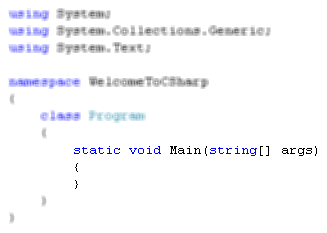 using System;
using System.Collections.Generic;
using System.Text;
namespace WelcomeToCSharp
{
class Program
{
static void Main(string[] args)
{
}
}
}